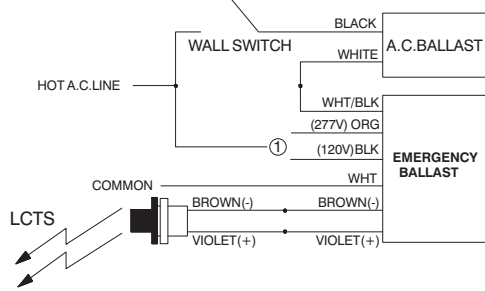 BLACK
WALL SWITCH
A.C.BALLAST
WHITE
HOT A.C.LINE
WHT/BLK
(277V) ORG
1
(120V)BLK
EMERGENCY
BALLAST
WHT
COMMON
BROWN(-)
BROWN(-)
LCTS
VIOLET(+)
VIOLET(+)